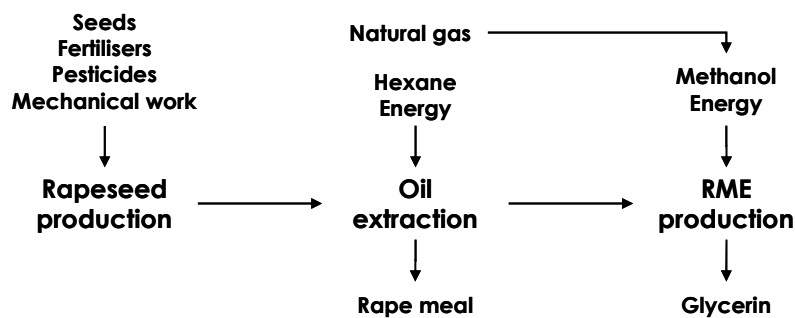 Seeds
Fertilisers
Pesticides
Mechanical work
Natural gas
Hexane
Energy
Methanol
Energy
Rapeseed
production
Oil
extraction
RME
production
Rape meal
Glycerin